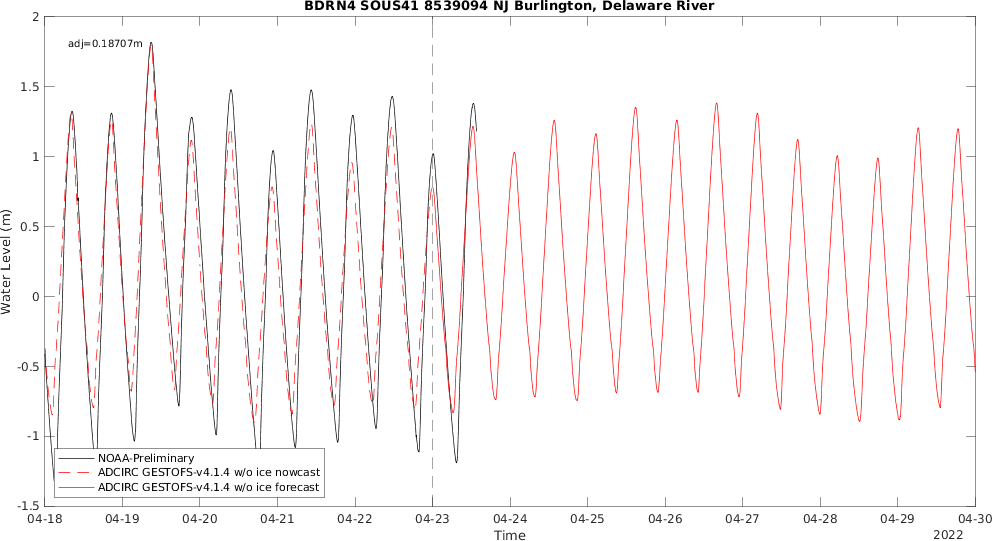 BDRN4 SOUS41 8539094 NJ Burlington, Delaware River
adj=0.18707m
2
1.5
1
0.5
0
-0.5
-1
-1.5
Water Level (m)
NOAA-Preliminary
ADCIRC GESTOFS-v4.1.4 w/o ice nowcast
ADCIRC GESTOFS-v4.1.4 w/o ice forecast
04-18 04-19 04-20 04-21 04-22 04-23 04-24 04-25 04-26 04-27 04-28 04-29 04-30
Time
2022